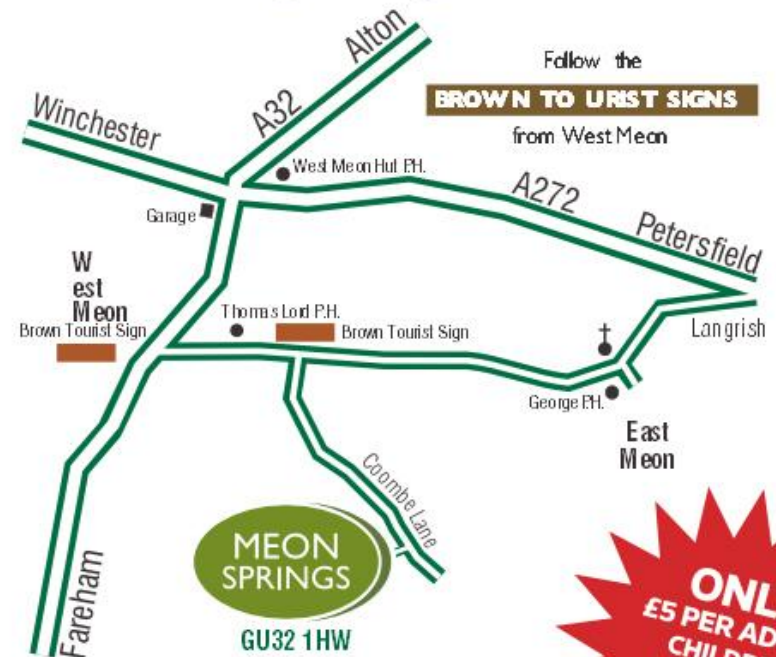 Alton
Follow the
BROWN TO URIST SIGNS
from West Meon
Winchester
A32
West Meon Hut P.H.
A272
Garage
Petersfield
W
est
Meon
Thomas Lord P.H.
Brown Tourist Sign
Brown Tourist Sign
Langrish
George P.H.
East
Meon
Coombe Lane
MEON
SPRINGS
GU32 1HW
Fareham
£5 PER